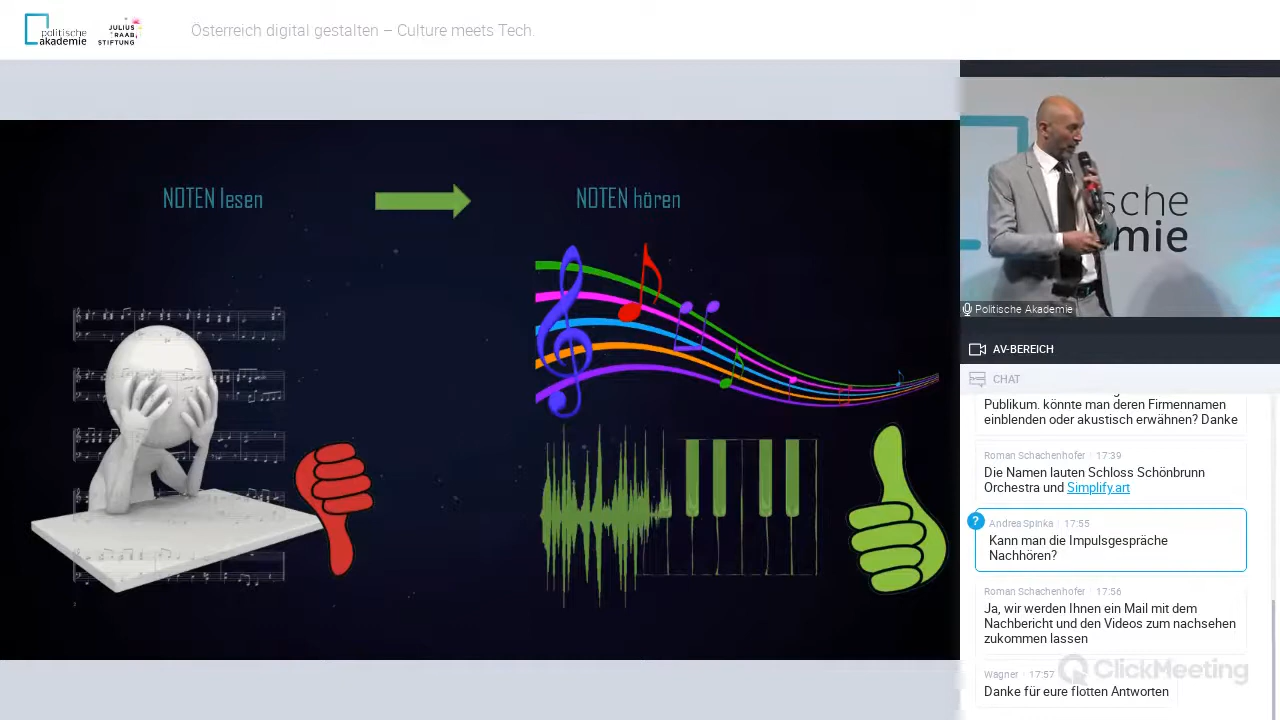 politische
akademie
JULIUS
RAAB
STIFTUNG
Österreich digital gestalten – Culture meets Tech.
NOTEN lesen
NOTEN hören
sche
mie
Politische Akademie
AV-BEREICH
CHAT
Publikum. könnte man deren Firmennamen
einblenden oder akustisch erwähnen? Danke
Roman Schachenhofer 17:39
Die Namen lauten Schloss Schönbrunn
Orchestra und Simplify.art
?
Andrea Spinka 17:55
Kann man die Impulsgespräche
Nachhören?
Roman Schachenhofer 17:56
Ja, wir werden Ihnen ein Mail mit dem
Nachbericht und den Videos zum nachsehen
zukommen lassen
ClickMeeting
Wagner 17:57
Danke für eure flotten Antworten